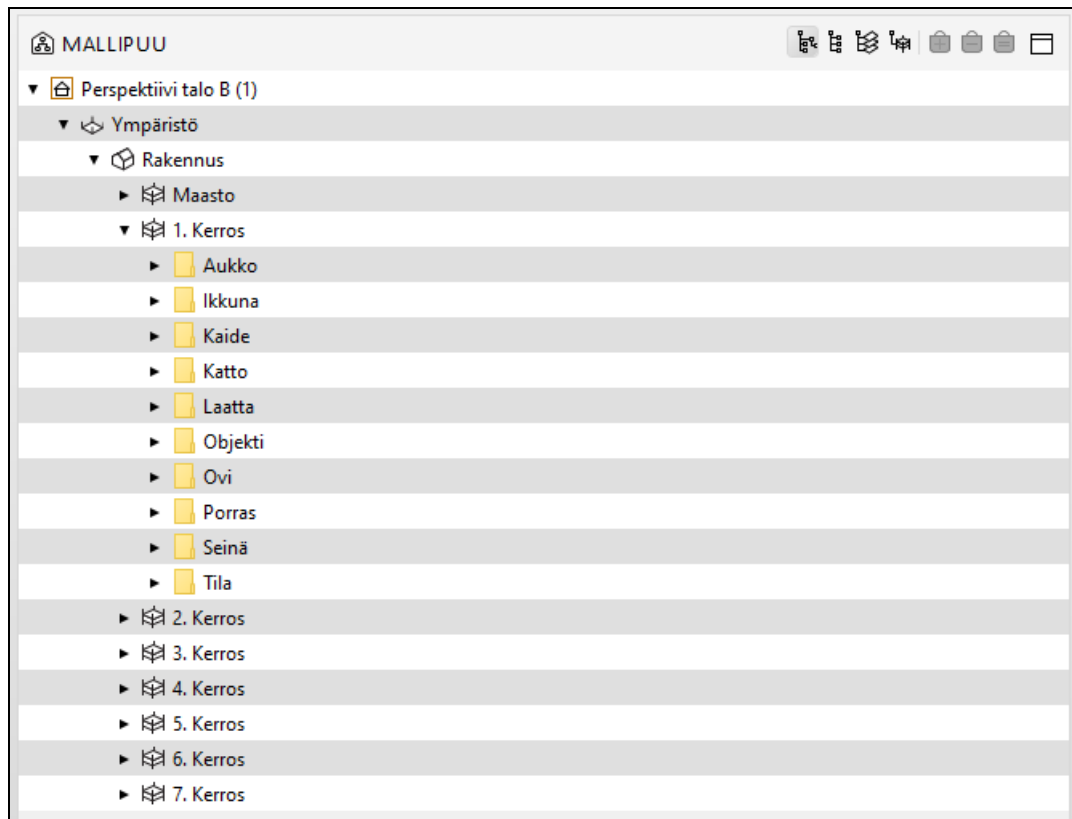 MALLIPUU
Perspektiivi talo B (1)
Ympäristö
Rakennus
Maasto
1. Kerros
Aukko
Ikkuna
Kaide
Katto
Laatta
Objekti
Ovi
Porras
Seinä
Tila
2. Kerros
3. Kerros
4. Kerros
5. Kerros
6. Kerros
7. Kerros